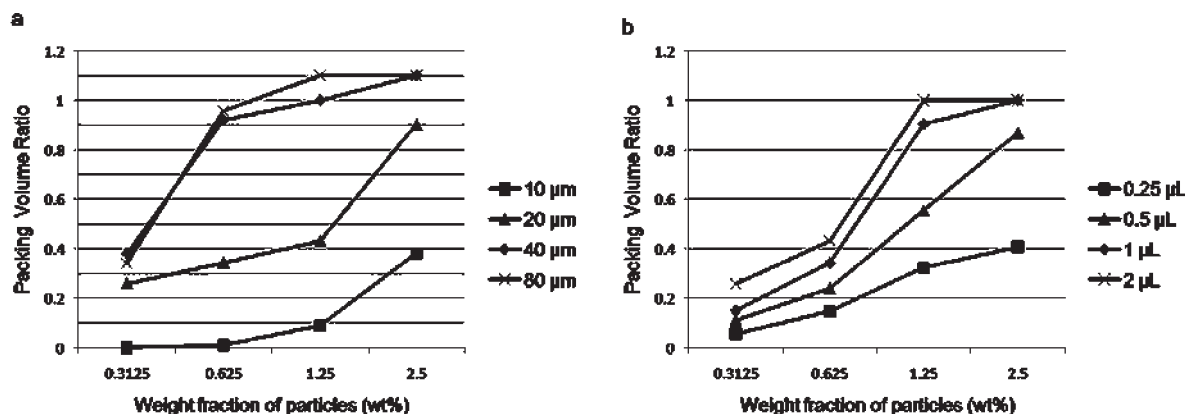 a
Packing Volume Ratio
1.2
1
0.8
0.6
0.4
0.2
0
0.3125 0.625 1.25 2.5
Weight fraction of particles (wt%)
10 µm
20 µm
40 µm
80 µm
b
Packing Volume Ratio
1.2
1
0.8
0.6
0.4
0.2
0
0.3125 0.625 1.25 2.5
Weight fraction of particles (wt%)
0.25 µL
0.5 µL
1 µL
2 µL